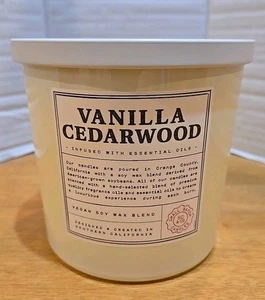 VANILLA
CEDARWOOD
- INFUSED WITH ESSENTIAL OILS -
Our candles are poured in Orange County,
California with a soy wax blend derived from
American-grown soybeans. All of our candles are
scented with a hand-selected blend of premium
quality fragrance oils and essential oils to create
a luxurious experience during each burn.
VEGAN SOY WAX BLEND
DESIGNED & CREATED IN
SOUTHERN CALIFORNIA